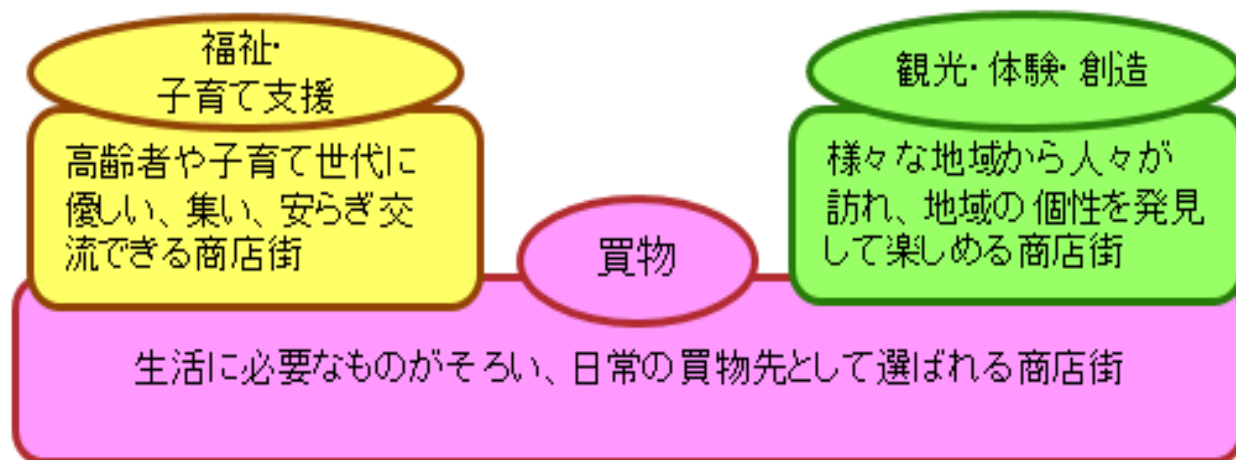 福祉・
子育て支援
高齢者や子育て世代に
優しい、集い、安らぎ交
流できる商店街
観光・体験・創造
様々な地域から人々が
訪れ、地域の個性を発見
して楽しめる商店街
買物
生活に必要なものがそろい、日常の買物先として選ばれる商店街